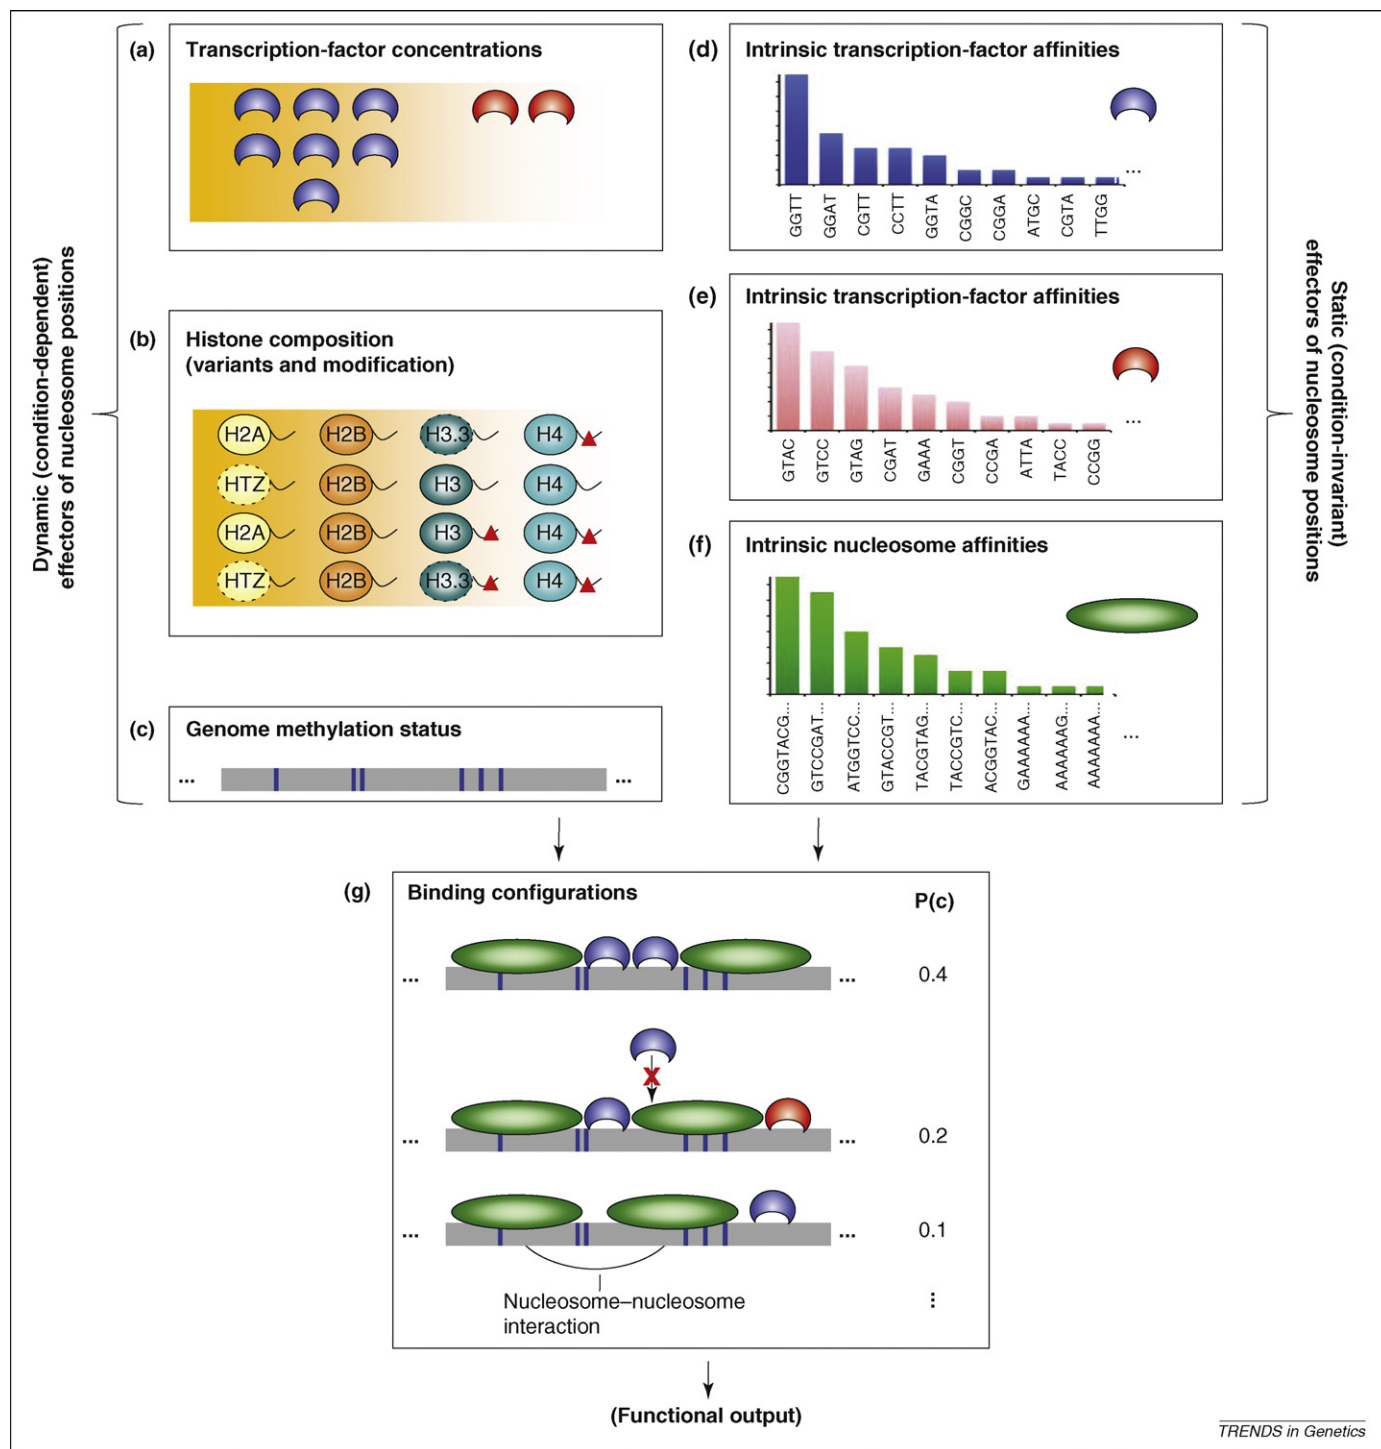 Dynamic (condition-dependent)
effectors of nucleosome positions
(a) Transcription-factor concentrations
(b) Histone composition
(variants and modification)
H2A H2B H3.3 H4
HTZ H2B H3 H4
H2A H2B H3 H4
HTZ H2B H3.3 H4
(c) Genome methylation status
... ...
(d) Intrinsic transcription-factor affinities
...
GGTT GGAT CGTT CCTT GGTA CGGC CGGA ATGC CGTA TTGG
(e) Intrinsic transcription-factor affinities
...
GTAC GTCC GTAG CGAT GAAA CGGT CCGA ATTA TACC CCGG
(f) Intrinsic nucleosome affinities
CGGTACG... GTCCGAT... ATGGTCC... GTACCGT... TACGTAG... TACCGTC... ACGGTAC... GAAAAAA... AAAAAAG... AAAAAAA... ...
Static (condition-invariant)
effectors of nucleosome positions
(g) Binding configurations P(c)
... ... 0.4
X
... ... 0.2
... ... 0.1
Nucleosome–nucleosome
interaction
...
(Functional output)
TRENDS in Genetics